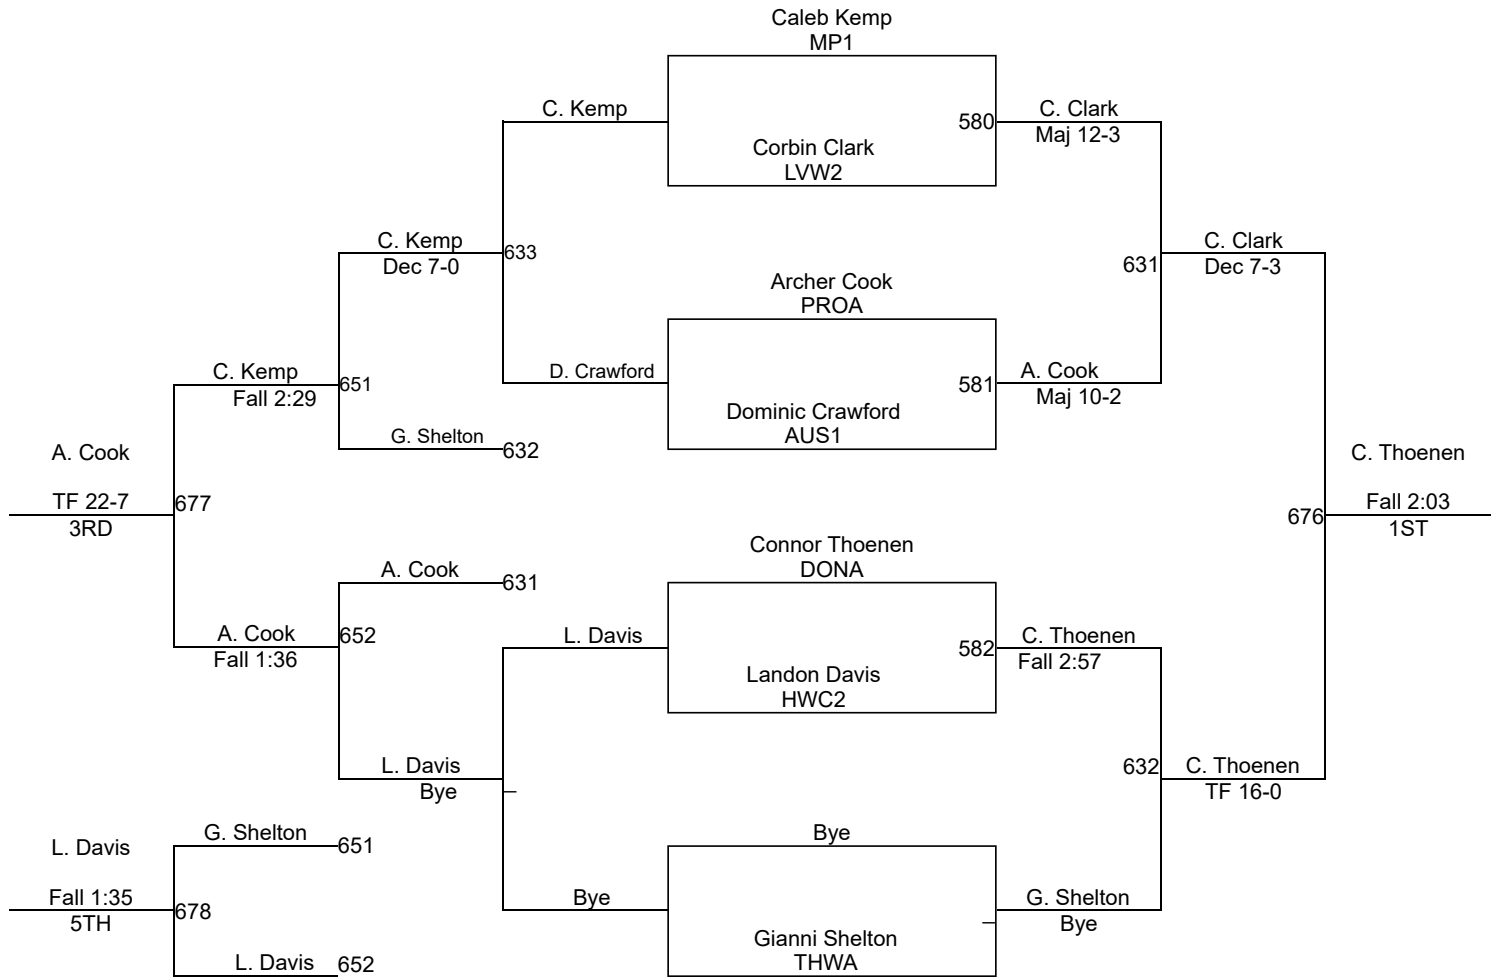 Caleb Kemp
MP1
C. Kemp
580
C. Clark
Maj 12-3
Corbin Clark
LVW2
C. Kemp
Dec 7-0
633
631
C. Clark
Dec 7-3
Archer Cook
PROA
C. Kemp
Fall 2:29
651
D. Crawford
581
A. Cook
Maj 10-2
Dominic Crawford
AUS1
G. Shelton
632
A. Cook
TF 22-7
3RD
677
C. Thoenen
Fall 2:03
1ST
676
Connor Thoenen
DONA
A. Cook
631
A. Cook
Fall 1:36
652
L. Davis
582
C. Thoenen
Fall 2:57
Landon Davis
HWC2
L. Davis
Bye
632
C. Thoenen
TF 16-0
G. Shelton
651
Bye
L. Davis
Fall 1:35
5TH
678
Bye
G. Shelton
Bye
Gianni Shelton
THWA
L. Davis
652